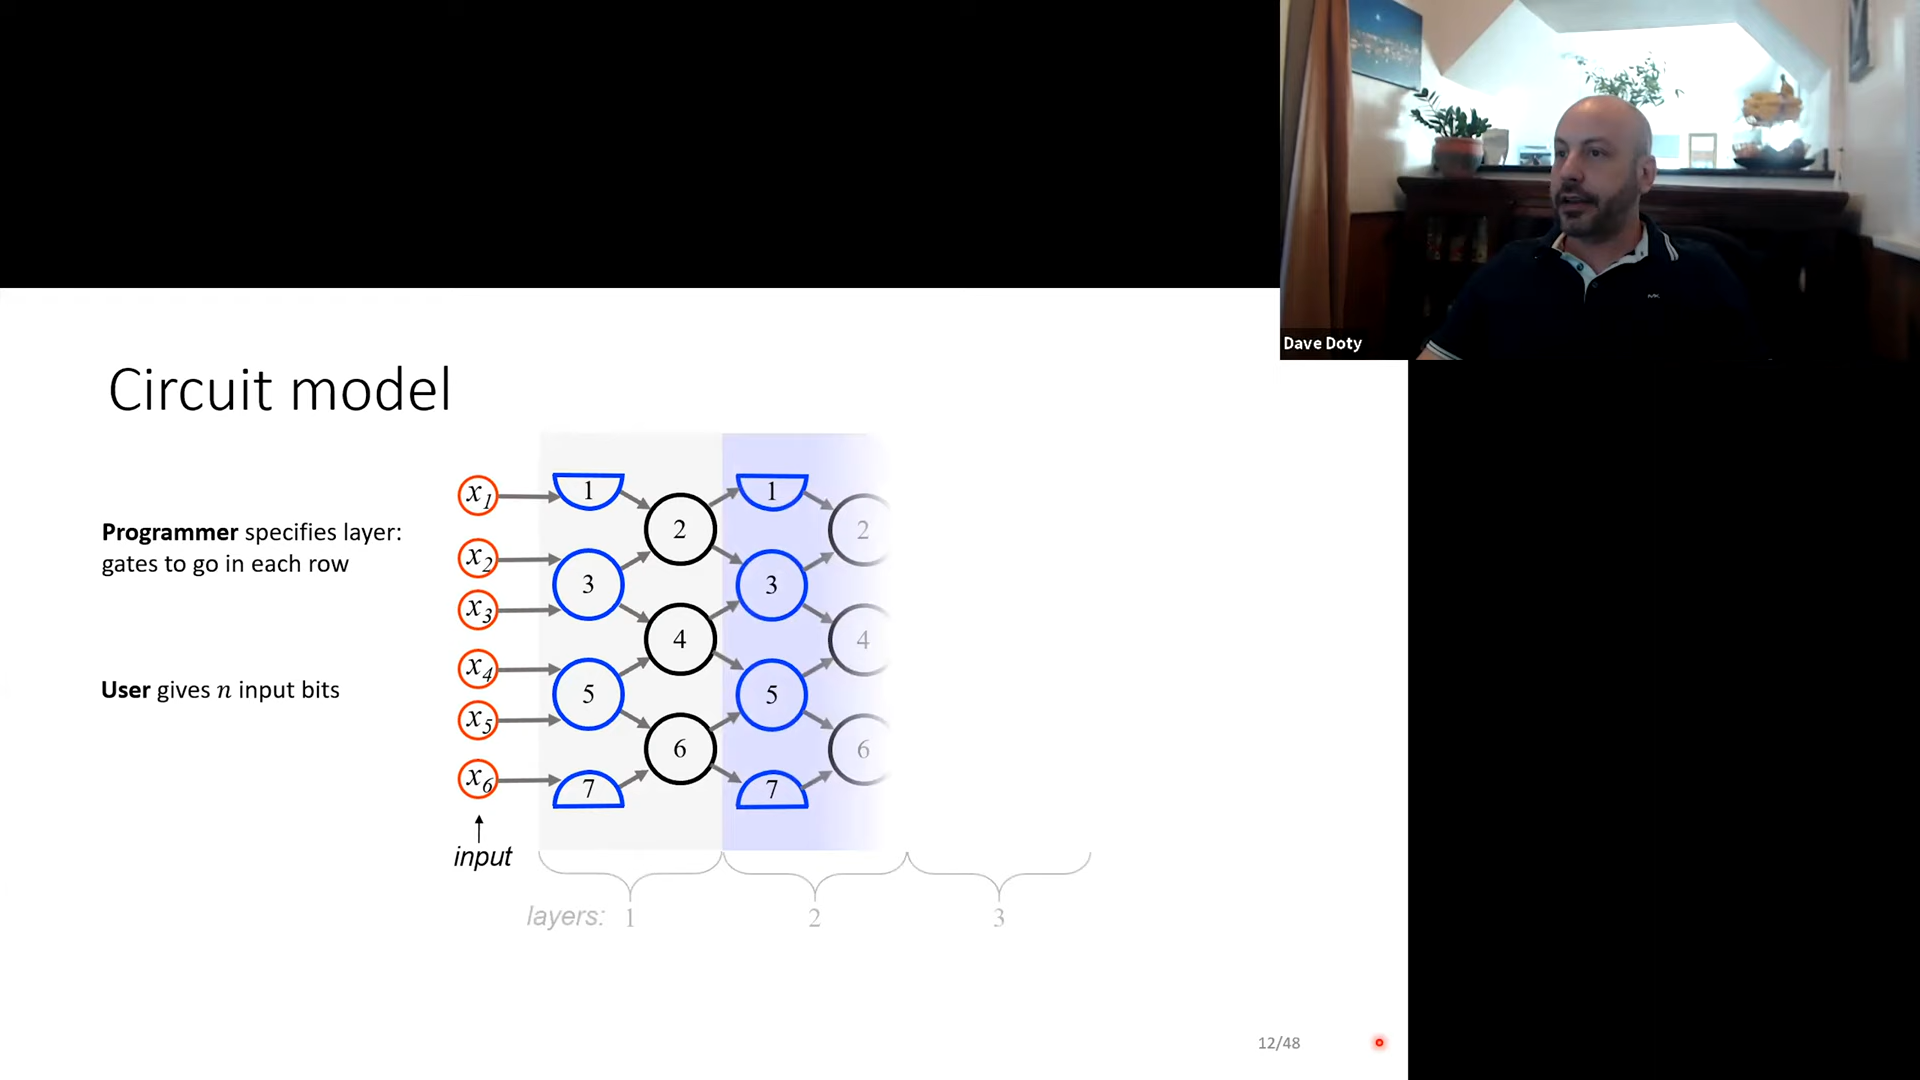 MK
Dave Doty
Circuit model
Programmer specifies layer:
gates to go in each row
User gives n input bits
x1
x2
x3
x4
x5
x6
input
1
3
5
7
2
4
6
1
3
5
7
2
4
6
layers: 1 2 3
12/48